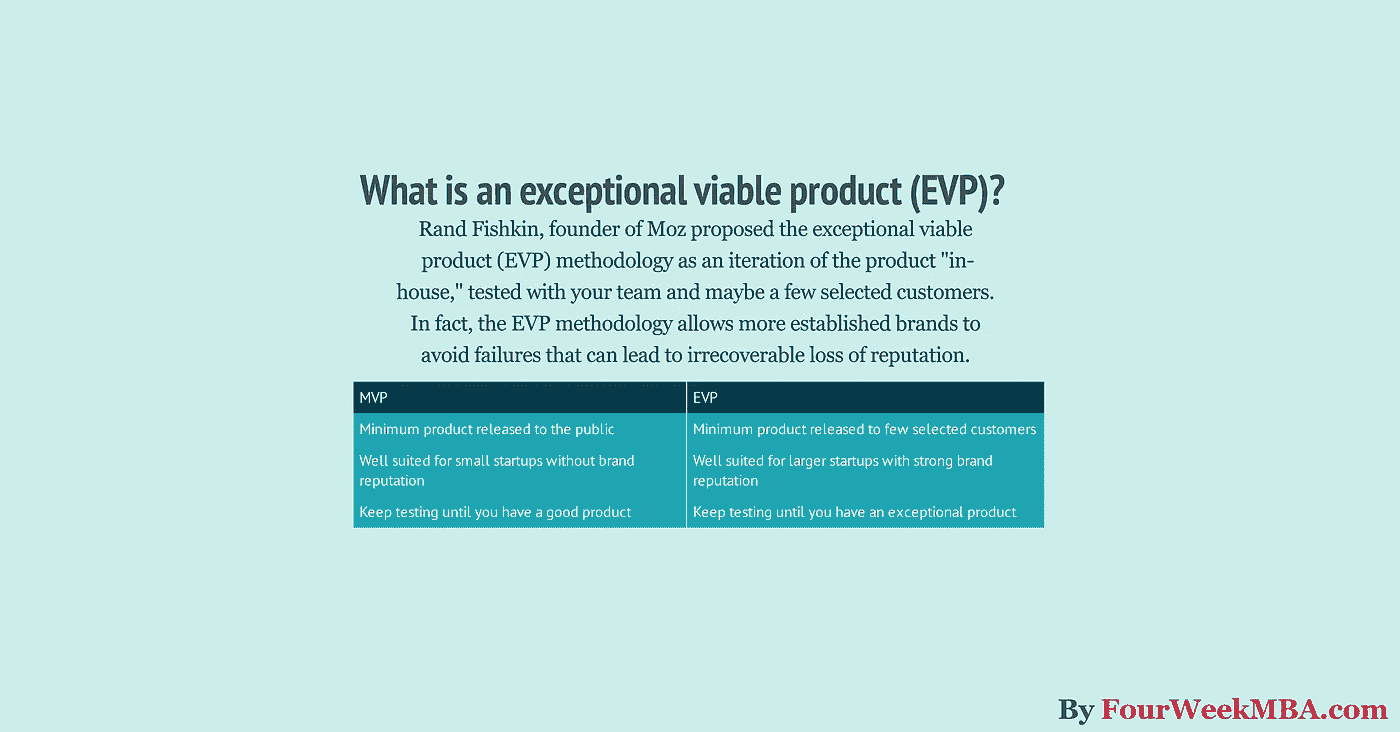 What is an exceptional viable product (EVP)?
Rand Fishkin, founder of Moz proposed the exceptional viable
product (EVP) methodology as an iteration of the product "in-
house," tested with your team and maybe a few selected customers.
In fact, the EVP methodology allows more established brands to
avoid failures that can lead to irrecoverable loss of reputation.
MVP
EVP
Minimum product released to the public
Minimum product released to few selected customers
Well suited for small startups without brand
reputation
Well suited for larger startups with strong brand
reputation
Keep testing until you have a good product
Keep testing until you have an exceptional product
By FourWeekMBA.com